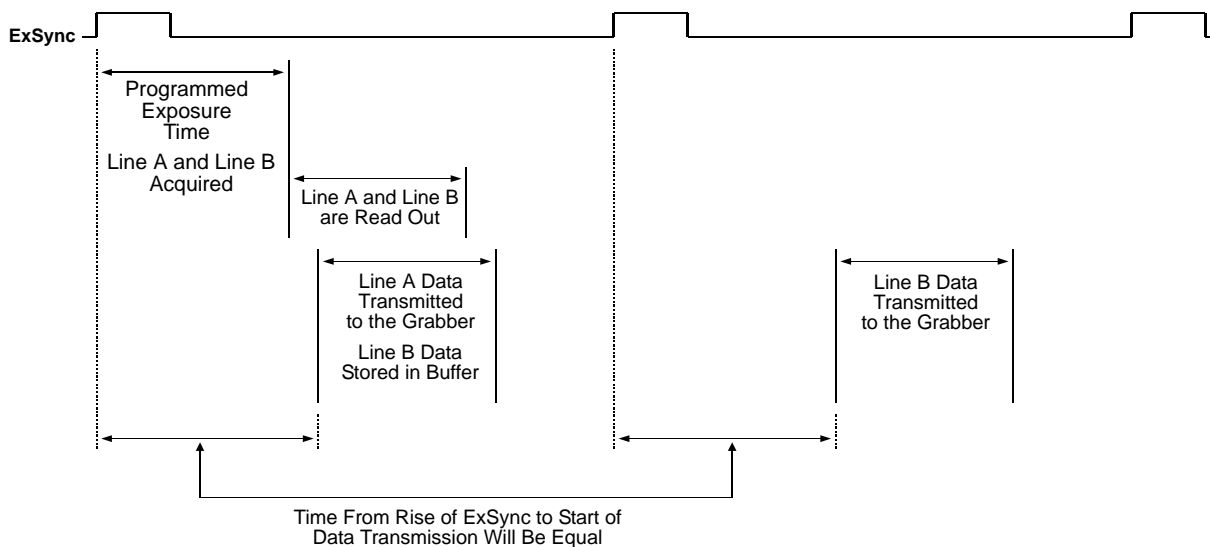 ExSync
Programmed
Exposure
Time
Line A and Line B
Acquired
Line A and Line B
are Read Out
Line A Data
Transmitted
to the Grabber
Line B Data
Stored in Buffer
Line B Data
Transmitted
to the Grabber
Time From Rise of ExSync to Start of
Data Transmission Will Be Equal